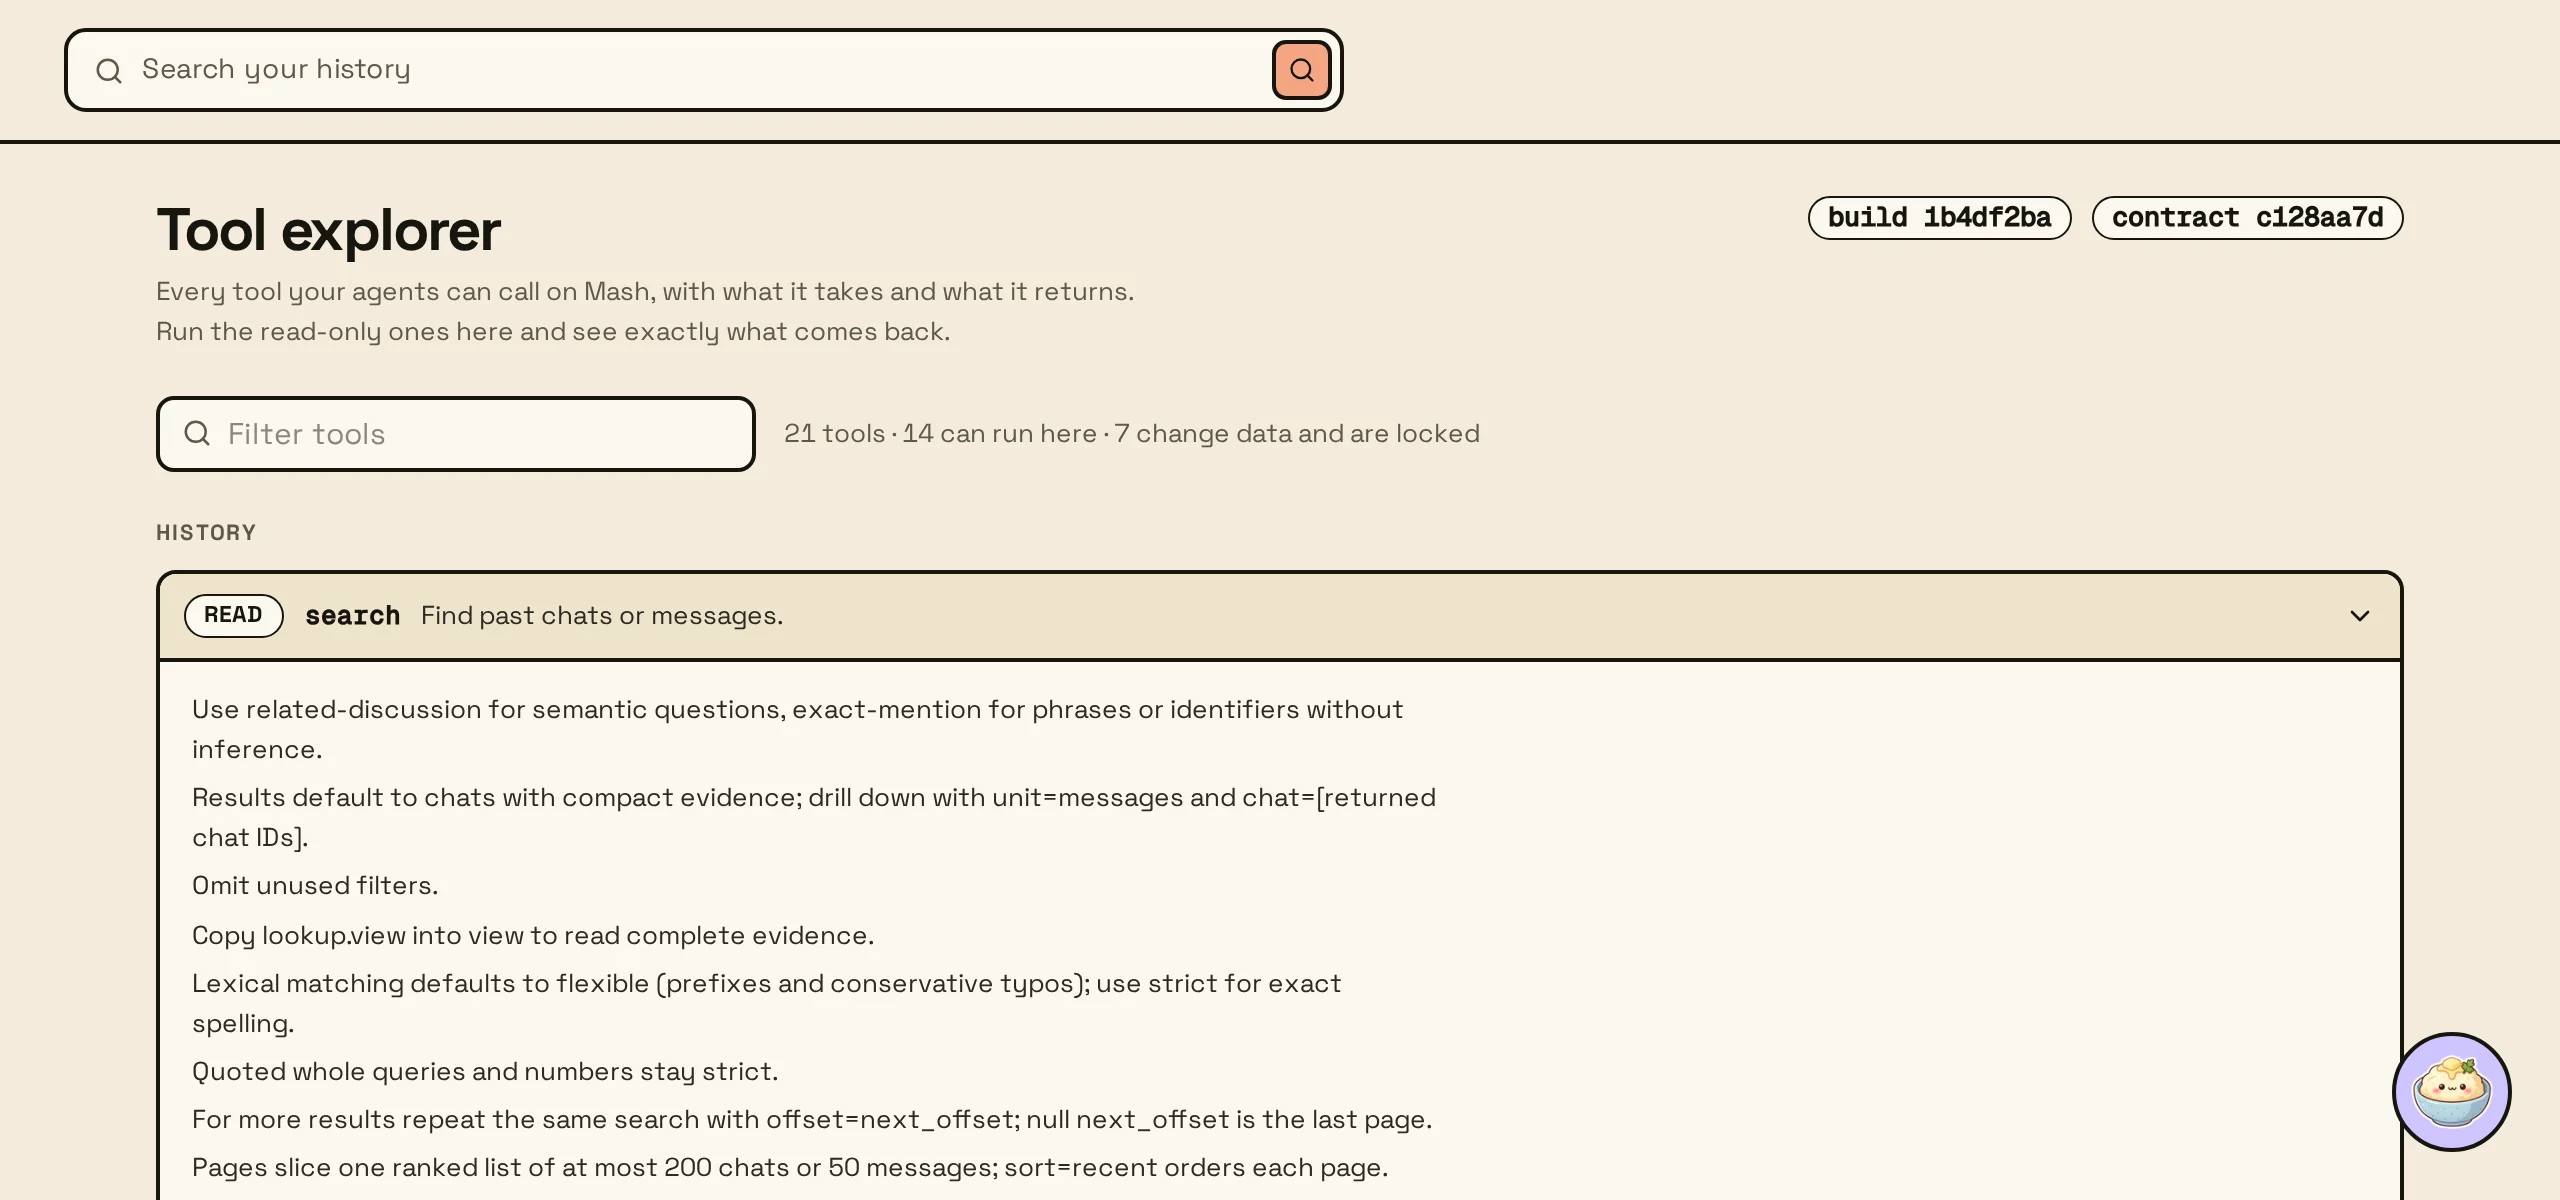 Search your history
Tool explorer
build 1b4df2ba
contract c128aa7d
Every tool your agents can call on Mash, with what it takes and what it returns.
Run the read-only ones here and see exactly what comes back.
Filter tools
21 tools · 14 can run here · 7 change data and are locked
HISTORY
READ search Find past chats or messages.
Use related-discussion for semantic questions, exact-mention for phrases or identifiers without
inference.
Results default to chats with compact evidence; drill down with unit=messages and chat=[returned
chat IDs].
Omit unused filters.
Copy lookup.view into view to read complete evidence.
Lexical matching defaults to flexible (prefixes and conservative typos); use strict for exact
spelling.
Quoted whole queries and numbers stay strict.
For more results repeat the same search with offset=next_offset; null next_offset is the last page.
Pages slice one ranked list of at most 200 chats or 50 messages; sort=recent orders each page.